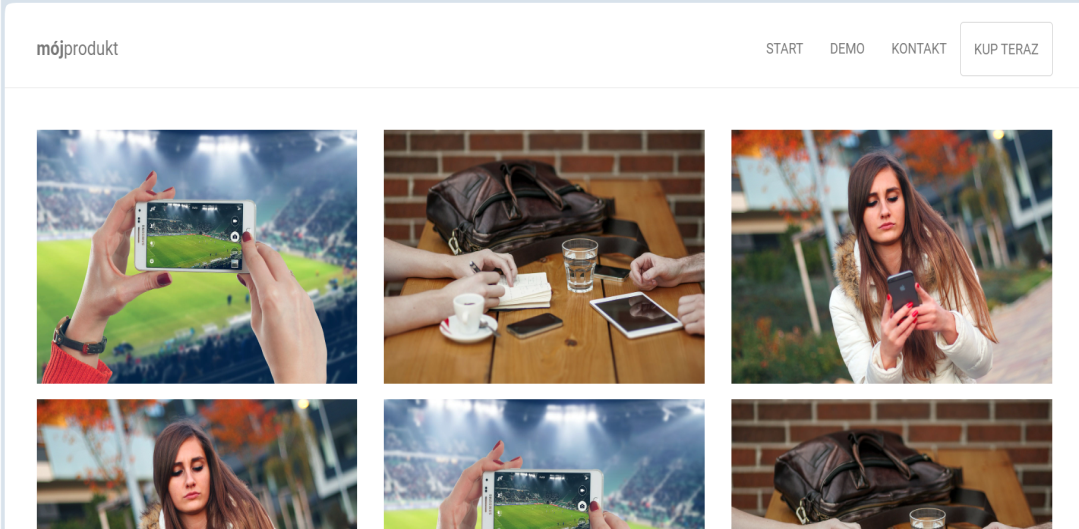 mójprodukt
START DEMO KONTAKT KUP TERAZ